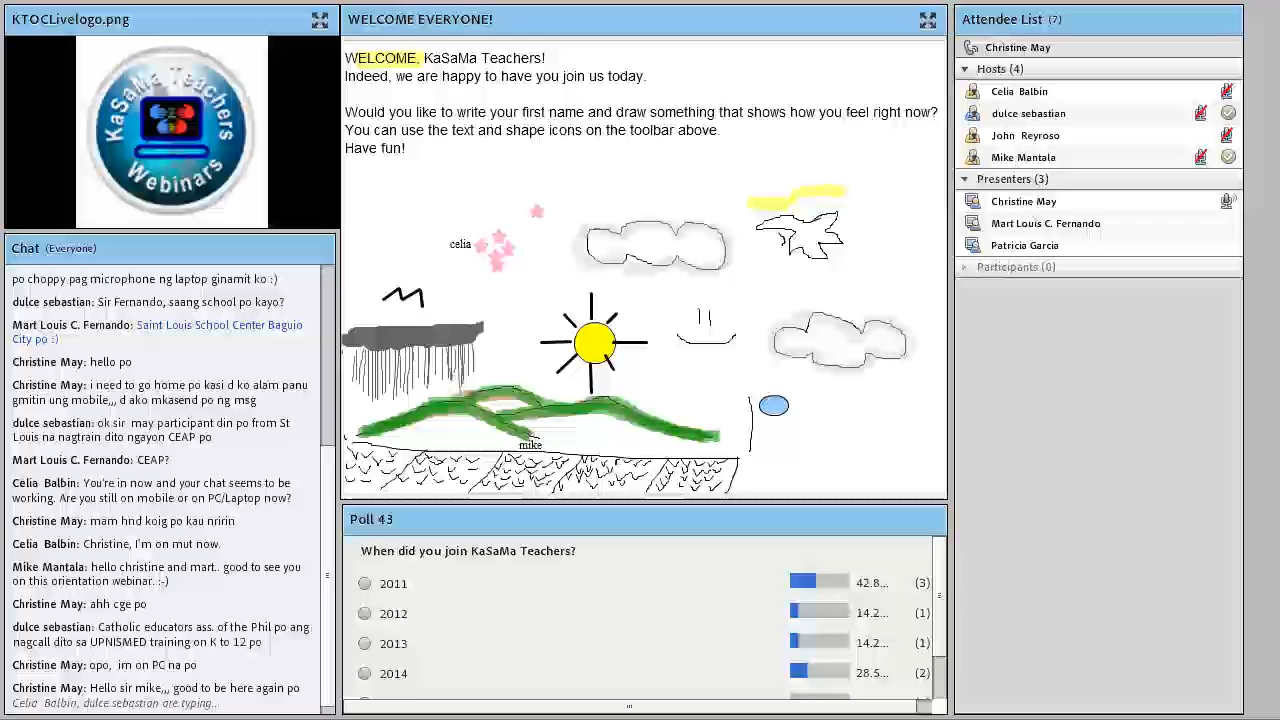 KTOCLivelogo.png
KaSaMa Teachers
Webinars
Chat (Everyone)
po choppy pag microphone ng laptop ginamit ko :)
dulce sebastian: Sir Fernando, saang school po kayo?
Mart Louis C. Fernando: Saint Louis School Center Baguio
City po :)
Christine May: hello po
Christine May: i need to go home po kasi d ko alam panu
gmitin ung mobile,,, d ako mkasend po ng msg
dulce sebastian: ok sir  may participant din po from St
Louis na nagtrain dito ngayon CEAP po
Mart Louis C. Fernando: CEAP?
Celia Balbin: You're in now and your chat seems to be
working. Are you still on mobile or on PC/Laptop now?
Christine May: mam hnd koig po kau nririn
Celia Balbin: Christine, I'm on mut now.
Mike Mantala: hello christine and mart.. good to see you
on this orientation webinar..:-)
Christine May: ahh cge po
dulce sebastian: Catholic educators ass. of the Phil po ang
nagcall dito sa UPNISMED training on K to 12 po
Christine May: opo,  im on PC na po
Christine May: Hello sir mike,,, good to be here again po
Celia Balbin, dulce sebastian are typing...
WELCOME EVERYONE!
WELCOME, KaSaMa Teachers!
Indeed, we are happy to have you join us today.
Would you like to write your first name and draw something that shows how you feel right now?
You can use the text and shape icons on the toolbar above.
Have fun!
celia
mike
Poll 43
When did you join KaSaMa Teachers?
2011 42.8... (3)
2012 14.2... (1)
2013 14.2... (1)
2014 28.5... (2)
Attendee List (7)
Christine May
Hosts (4)
Celia Balbin
dulce sebastian
John Reyroso
Mike Mantala
Presenters (3)
Christine May
Mart Louis C. Fernando
Patricia Garcia
Participants (0)